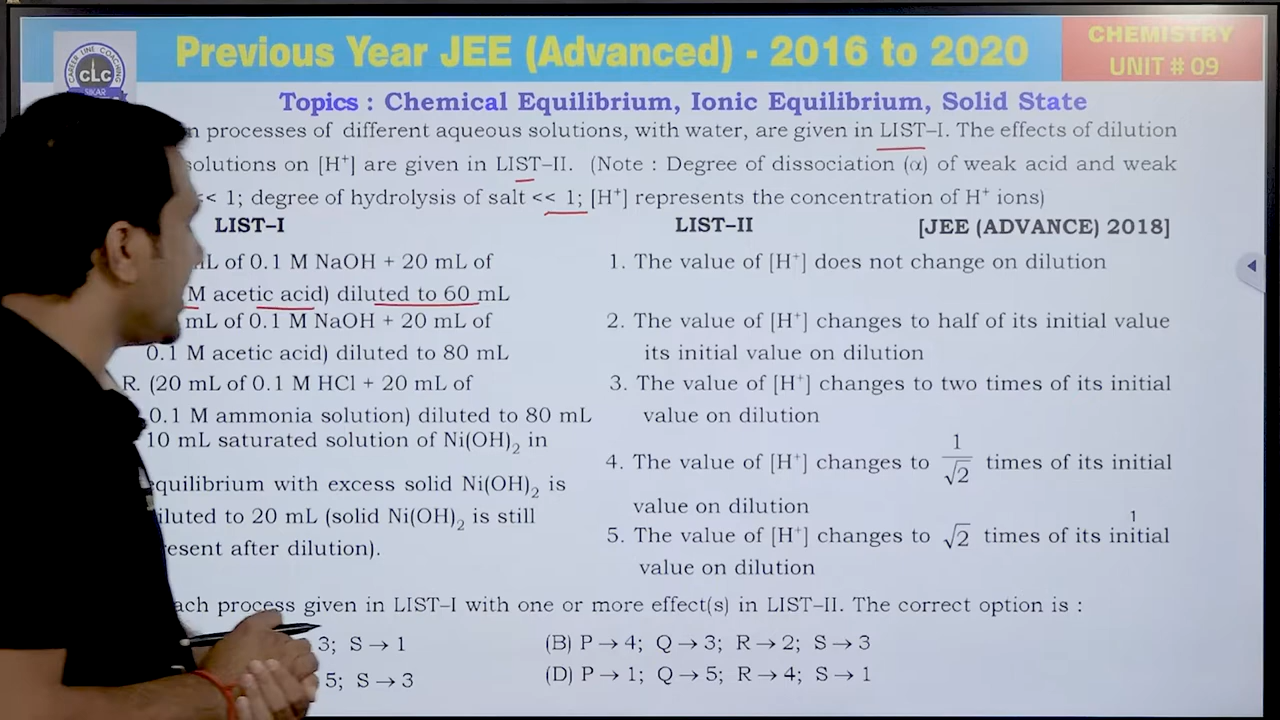 CAREER LINE COACHING
CLC
SIKAR
Previous Year JEE (Advanced) - 2016 to 2020
CHEMISTRY
UNIT # 09
Topics : Chemical Equilibrium, Ionic Equilibrium, Solid State
processes of different aqueous solutions, with water, are given in LIST–I. The effects of dilution
solutions on [H⁺] are given in LIST–II. (Note : Degree of dissociation (α) of weak acid and weak
< 1; degree of hydrolysis of salt << 1; [H⁺] represents the concentration of H⁺ ions)
LIST–I LIST–II [JEE (ADVANCE) 2018]
of 0.1 M NaOH + 20 mL of 1. The value of [H⁺] does not change on dilution
M acetic acid) diluted to 60 mL
mL of 0.1 M NaOH + 20 mL of 2. The value of [H⁺] changes to half of its initial value
0.1 M acetic acid) diluted to 80 mL its initial value on dilution
R. (20 mL of 0.1 M HCl + 20 mL of 3. The value of [H⁺] changes to two times of its initial
0.1 M ammonia solution) diluted to 80 mL value on dilution
10 mL saturated solution of Ni(OH)₂ in 4. The value of [H⁺] changes to 1/√2 times of its initial
equilibrium with excess solid Ni(OH)₂ is value on dilution
diluted to 20 mL (solid Ni(OH)₂ is still 5. The value of [H⁺] changes to √2 times of its initial 1
after dilution). value on dilution
process given in LIST–I with one or more effect(s) in LIST–II. The correct option is :
3; S → 1 (B) P → 4; Q → 3; R → 2; S → 3
5; S → 3 (D) P → 1; Q → 5; R → 4; S → 1